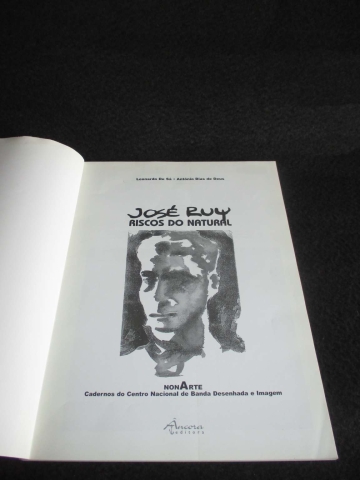 Leonardo De Sá • António Dias de Deus
JOSÉ RUY
RISCOS DO NATURAL
NONARTE
Cadernos do Centro Nacional de Banda Desenhada e Imagem
Âncora
editora